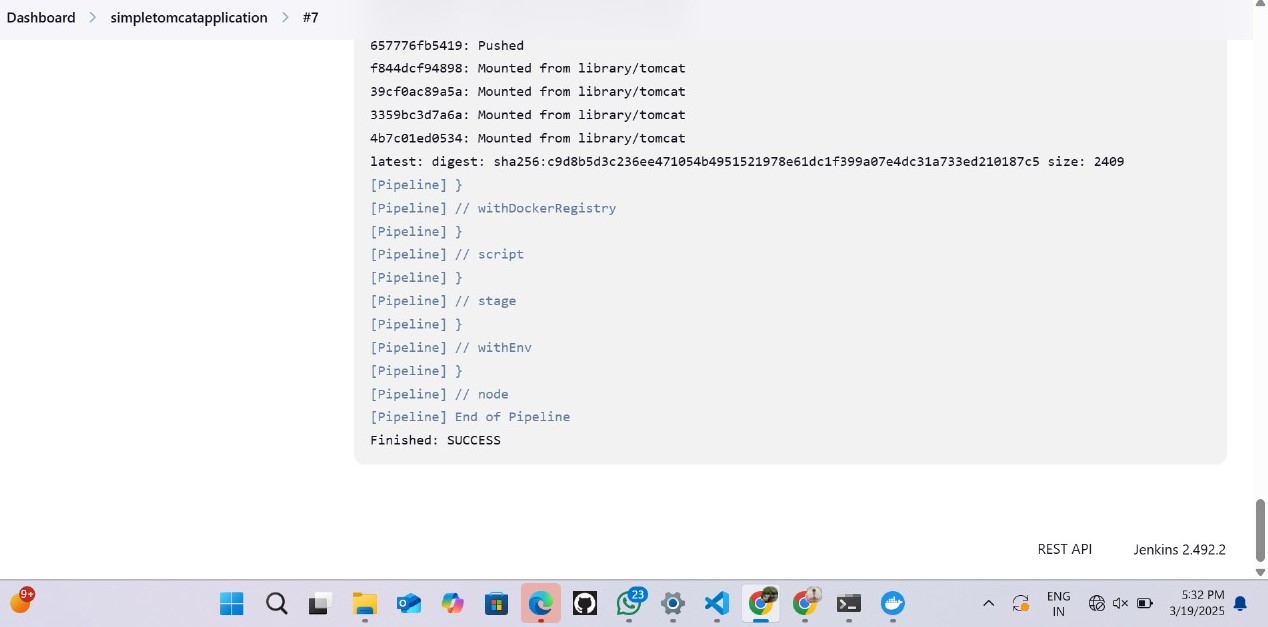 Dashboard > simpletomcatapplication > #7
657776fb5419: Pushed
f844dcf94898: Mounted from library/tomcat
39cf0ac89a5a: Mounted from library/tomcat
3359bc3d7a6a: Mounted from library/tomcat
4b7c01ed0534: Mounted from library/tomcat
latest: digest: sha256:c9d8b5d3c236ee471054b4951521978e61dc1f399a07e4dc31a733ed210187c5 size: 2409
[Pipeline] }
[Pipeline] // withDockerRegistry
[Pipeline] }
[Pipeline] // script
[Pipeline] }
[Pipeline] // stage
[Pipeline] }
[Pipeline] // withEnv
[Pipeline] }
[Pipeline] // node
[Pipeline] End of Pipeline
Finished: SUCCESS
REST API Jenkins 2.492.2
9+
23
ENG
IN
5:32 PM
3/19/2025